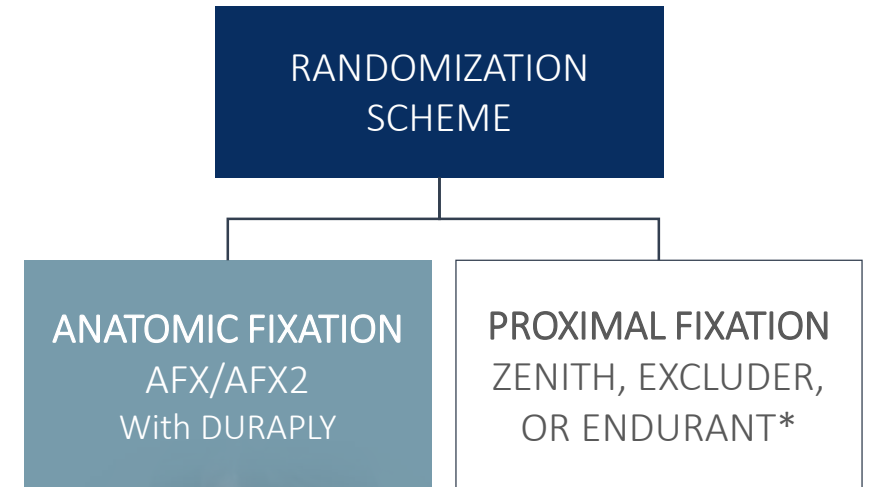 RANDOMIZATION
SCHEME
ANATOMIC FIXATION
AFX/AFX2
With DURAPLY
PROXIMAL FIXATION
ZENITH, EXCLUDER,
OR ENDURANT*